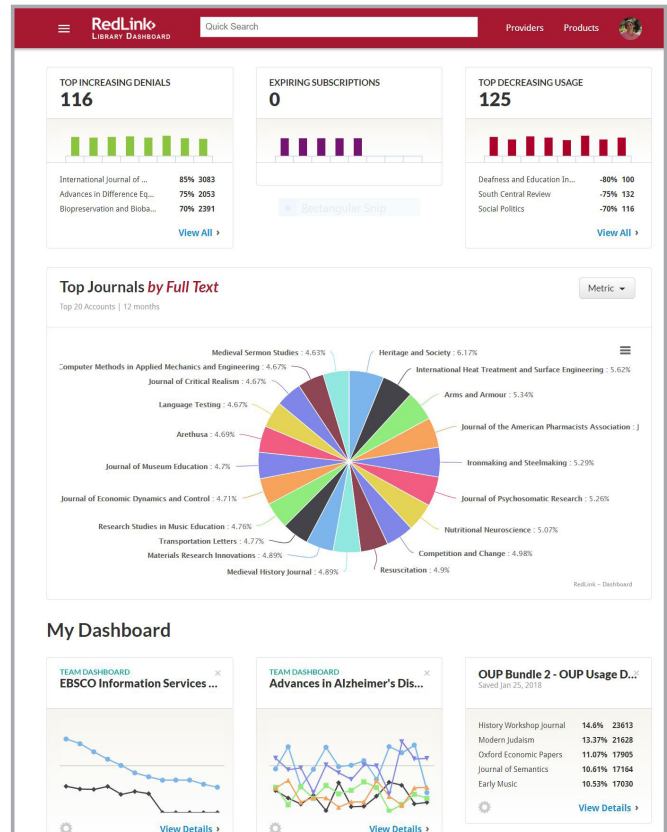 RedLink
LIBRARY DASHBOARD
Quick Search
Providers
Products
TOP INCREASING DENIALS
116
International Journal of ... 85% 3083
Advances in Difference Eq... 75% 2053
Biopreservation and Bioba... 70% 2391
View All ›
EXPIRING SUBSCRIPTIONS
0
Rectangular Snip
TOP DECREASING USAGE
125
Deafness and Education In... -80% 100
South Central Review -75% 132
Social Politics -70% 116
View All ›
Top Journals by Full Text
Top 20 Accounts | 12 months
Metric
Medieval Sermon Studies : 4.63%
Heritage and Society : 6.17%
Computer Methods in Applied Mechanics and Engineering : 4.67%
International Heat Treatment and Surface Engineering : 5.62%
Journal of Critical Realism : 4.67%
Arms and Armour : 5.34%
Language Testing : 4.67%
Journal of the American Pharmacists Association :
Arethusa : 4.69%
Journal of Museum Education : 4.7%
Ironmaking and Steelmaking : 5.29%
Journal of Economic Dynamics and Control : 4.71%
Journal of Psychosomatic Research : 5.26%
Research Studies in Music Education : 4.76%
Nutritional Neuroscience : 5.07%
Transportation Letters : 4.77%
Materials Research Innovations : 4.89%
Competition and Change : 4.98%
Medieval History Journal : 4.89%
Resuscitation : 4.9%
RedLink - Dashboard
My Dashboard
TEAM DASHBOARD
EBSCO Information Services ...
View Details ›
TEAM DASHBOARD
Advances in Alzheimer's Dis...
View Details ›
OUP Bundle 2 - OUP Usage D...
Saved Jan 25, 2018
History Workshop Journal 14.6% 23613
Modern Judaism 13.37% 21628
Oxford Economic Papers 11.07% 17905
Journal of Semantics 10.61% 17164
Early Music 10.53% 17030
View Details ›